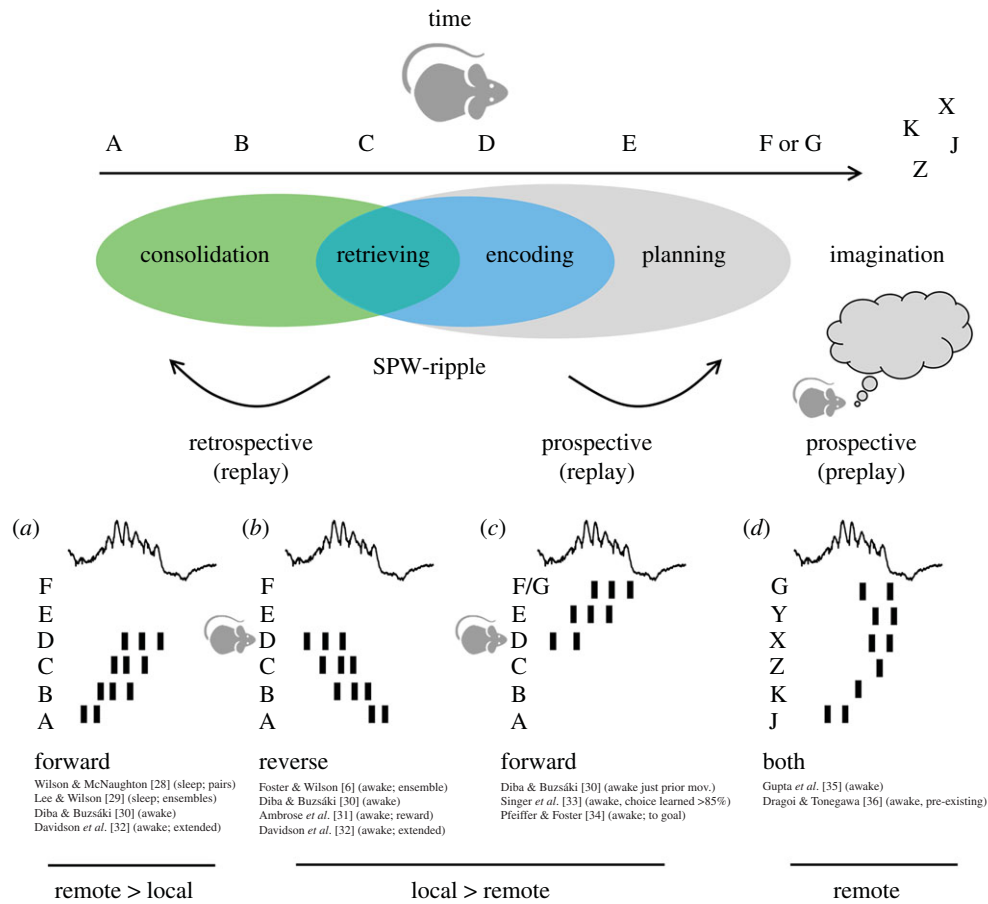 time
A B C D E F or G
X
K
J
Z
consolidation retrieving encoding planning imagination
SPW-ripple
retrospective
(replay)
prospective
(replay)
prospective
(preplay)
(a)
F
E
D
C
B
A
forward
Wilson & McNaughton [28] (sleep; pairs)
Lee & Wilson [29] (sleep; ensembles)
Diba & Buzsáki [30] (awake)
Davidson et al. [32] (awake; extended)
remote > local
(b)
F
E
D
C
B
A
reverse
Foster & Wilson [6] (awake; ensemble)
Diba & Buzsáki [30] (awake)
Ambrose et al. [31] (awake; reward)
Davidson et al. [32] (awake; extended)
(c)
F/G
E
D
C
B
A
forward
Diba & Buzsáki [30] (awake just prior mov.)
Singer et al. [33] (awake, choice learned >85%)
Pfeiffer & Foster [34] (awake; to goal)
local > remote
(d)
G
Y
X
Z
K
J
both
Gupta et al. [35] (awake)
Dragoi & Tonegawa [36] (awake, pre-existing)
remote